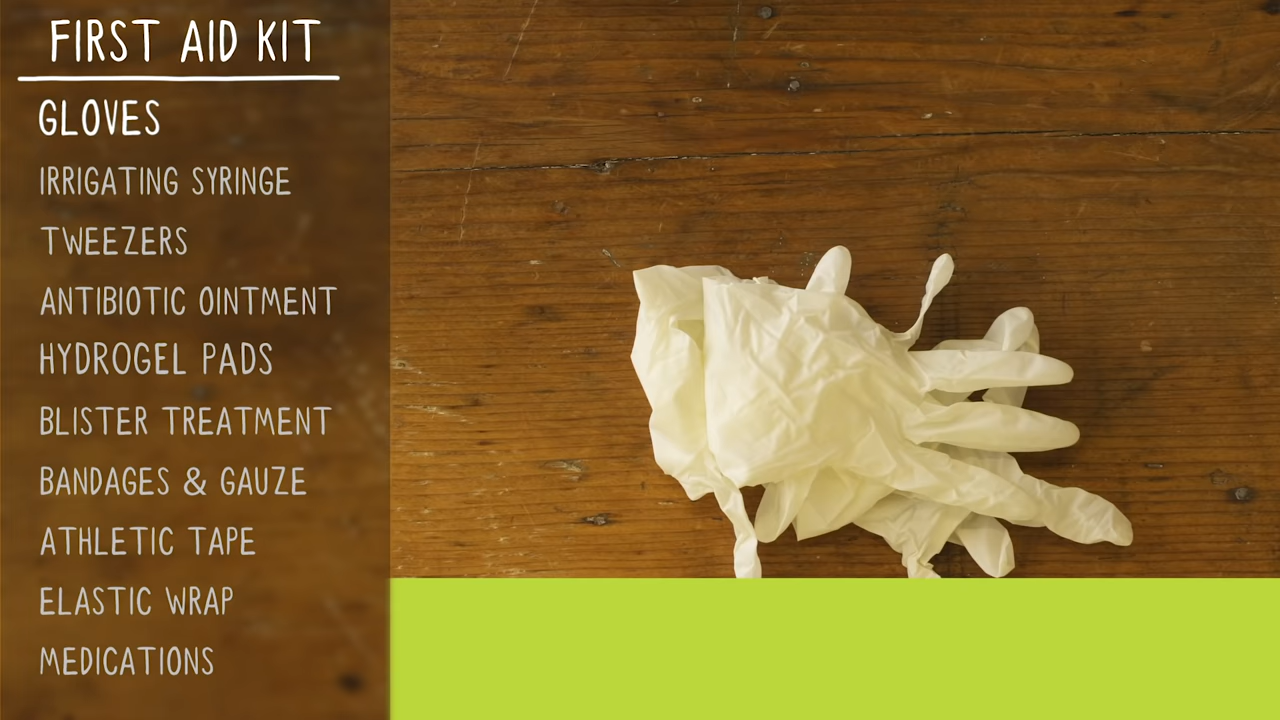 FIRST AID KIT
GLOVES
IRRIGATING SYRINGE
TWEEZERS
ANTIBIOTIC OINTMENT
HYDROGEL PADS
BLISTER TREATMENT
BANDAGES & GAUZE
ATHLETIC TAPE
ELASTIC WRAP
MEDICATIONS